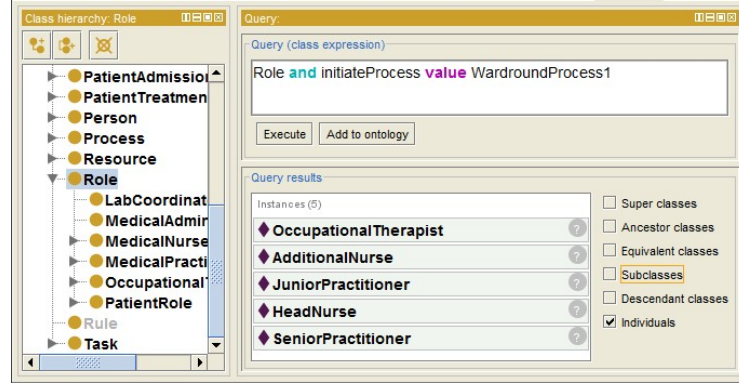 Class hierarchy: Role
PatientAdmission
PatientTreatmen
Person
Process
Resource
Role
LabCoordinat
MedicalAdmir
MedicalNurse
MedicalPracti
Occupational
PatientRole
Rule
Task
Query:
Query (class expression)
Role and initiateProcess value WardroundProcess1
Execute Add to ontology
Query results
Instances (5)
OccupationalTherapist
AdditionalNurse
JuniorPractitioner
HeadNurse
SeniorPractitioner
Super classes
Ancestor classes
Equivalent classes
Subclasses
Descendant classes
Individuals